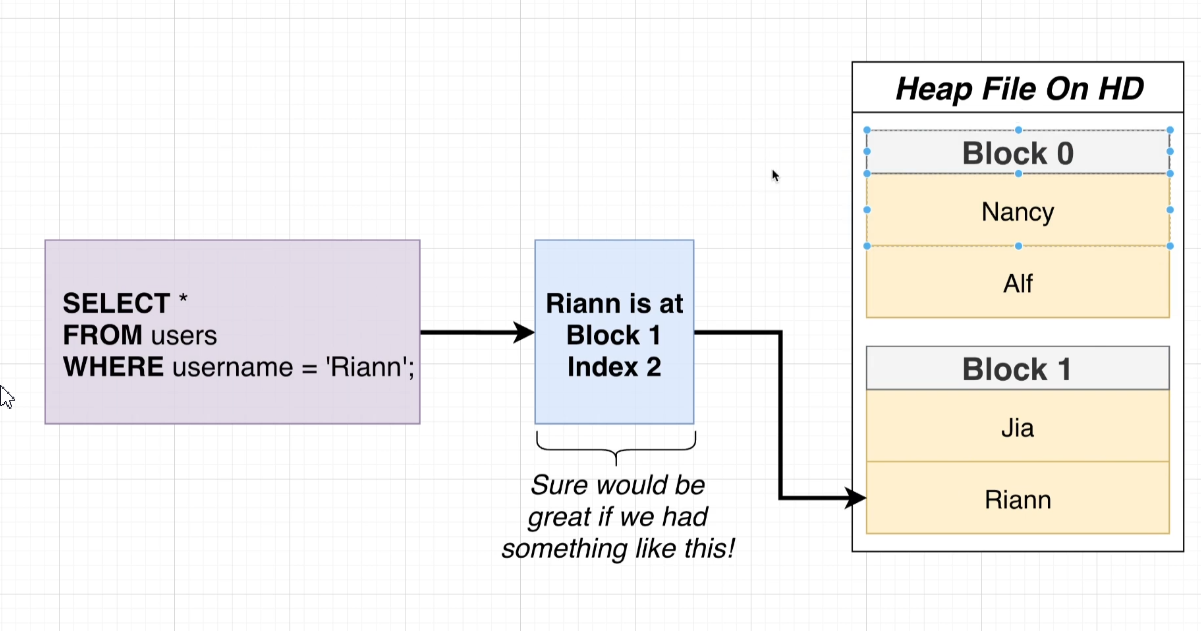 Heap File On HD
Block 0
Nancy
Alf
SELECT *
FROM users
WHERE username = 'Riann';
Riann is at
Block 1
Index 2
Sure would be
great if we had
something like this!
Block 1
Jia
Riann